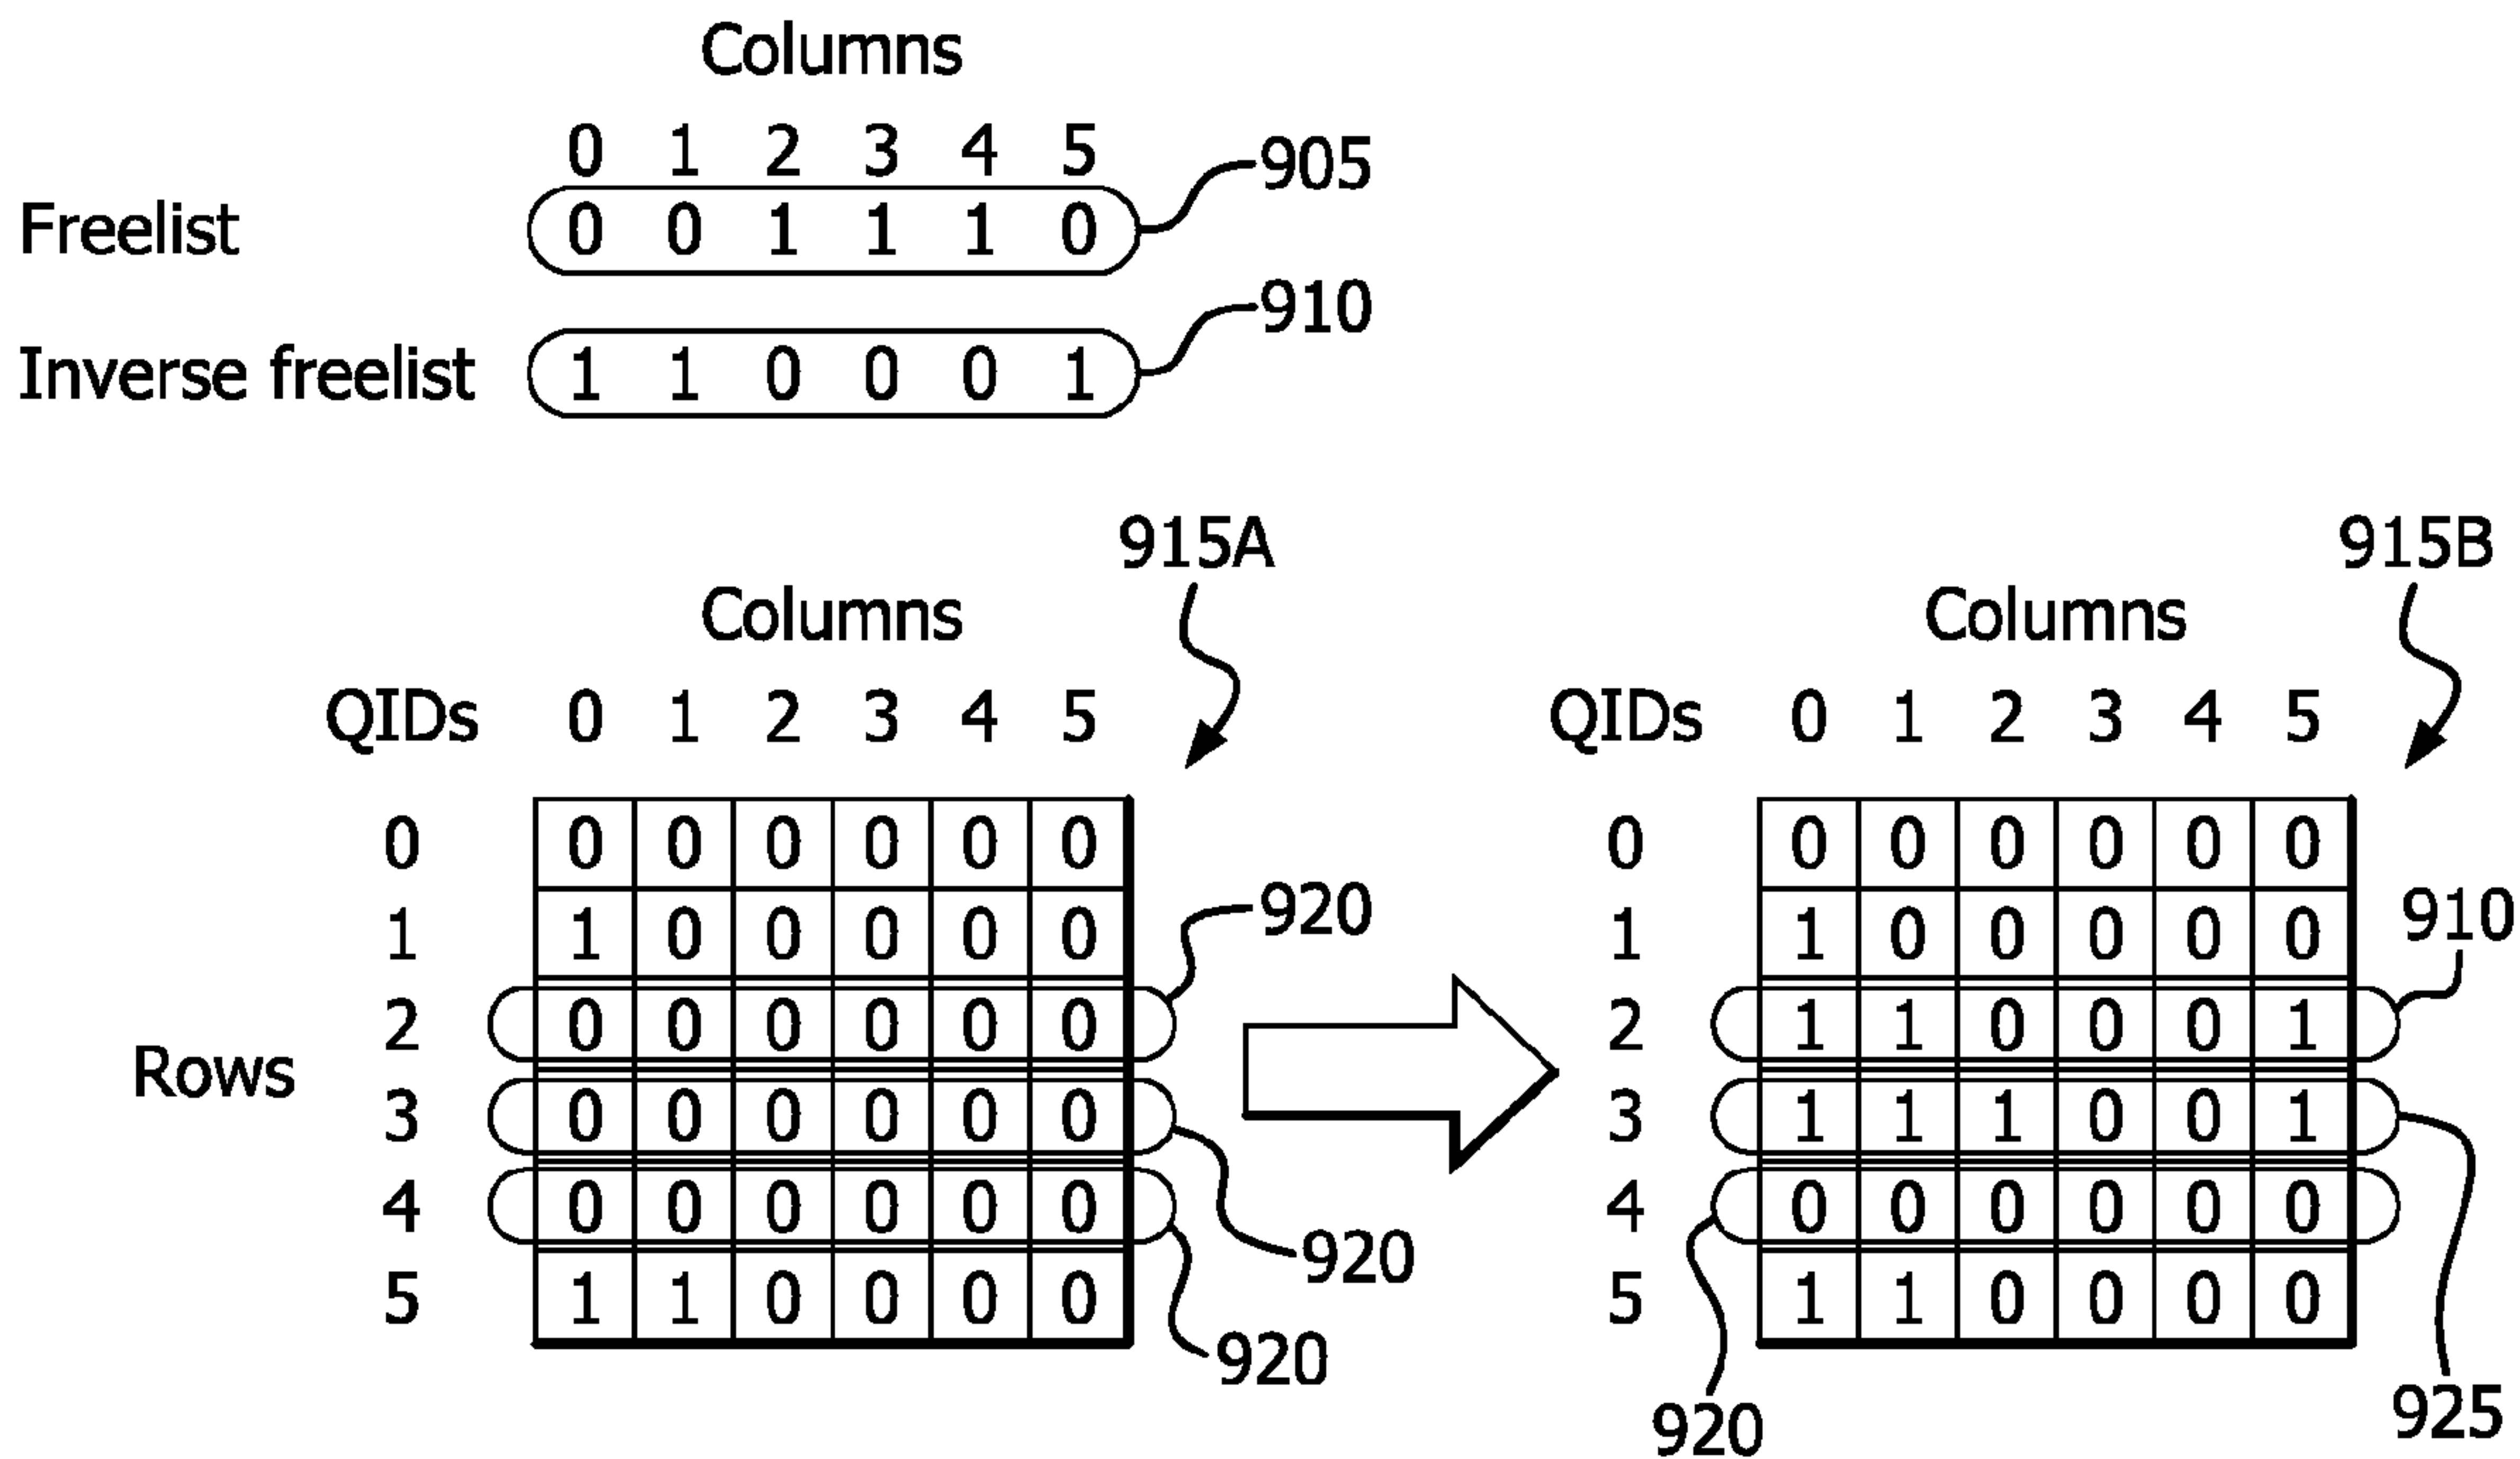 Columns
0 1 2 3 4 5
905
Freelist 0 0 1 1 1 0
910
Inverse freelist 1 1 0 0 0 1
915A 915B
Columns Columns
QIDs 0 1 2 3 4 5 QIDs 0 1 2 3 4 5
0 0 0 0 0 0 0 0 0 0 0 0 0 0
920 910
1 1 0 0 0 0 0 1 1 0 0 0 0 0
2 0 0 0 0 0 0 2 1 1 0 0 0 1
Rows
3 0 0 0 0 0 0 3 1 1 1 0 0 1
4 0 0 0 0 0 0 4 0 0 0 0 0 0
920
5 1 1 0 0 0 0 5 1 1 0 0 0 0
920
920 925